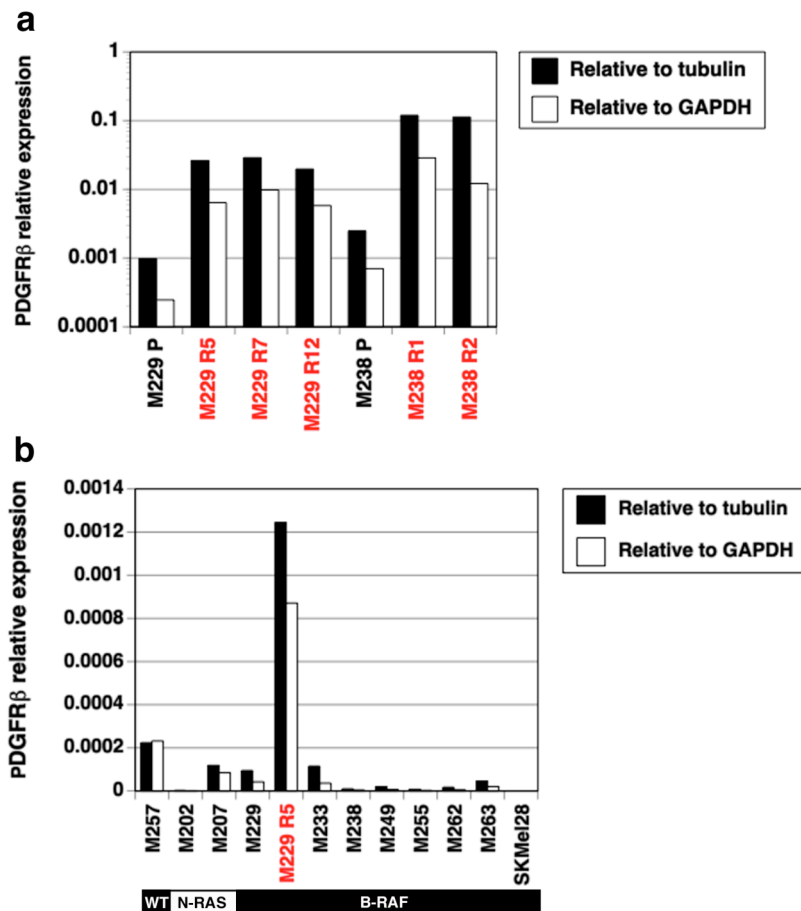 a
PDGFRβ relative expression
1
0.1
0.01
0.001
0.0001
M229 P
M229 R5
M229 R7
M229 R12
M238 P
M238 R1
M238 R2
Relative to tubulin
Relative to GAPDH
b
PDGFRβ relative expression
0.0014
0.0012
0.001
0.0008
0.0006
0.0004
0.0002
0
M257
M202
M207
M229
M229 R5
M233
M238
M249
M255
M262
M263
SKMel28
WT N-RAS B-RAF
Relative to tubulin
Relative to GAPDH